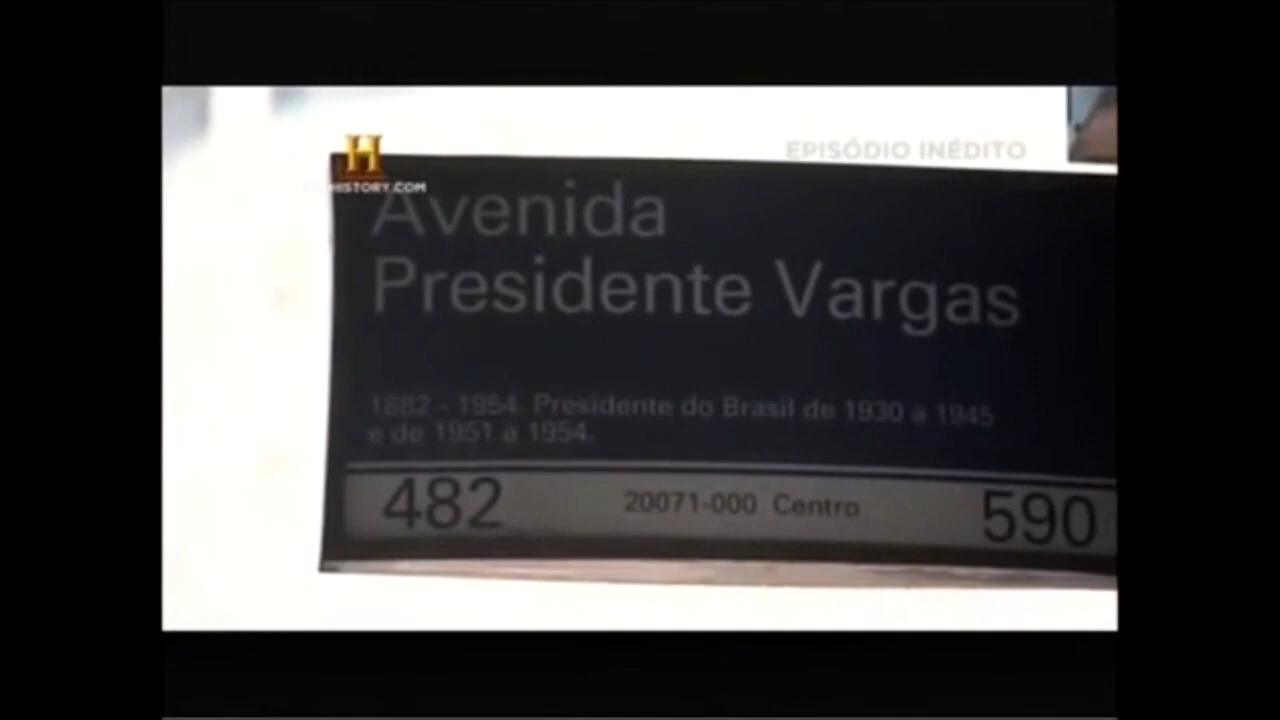 H
HISTORY.COM
EPISÓDIO INÉDITO
Avenida
Presidente Vargas
1882 - 1954. Presidente do Brasil de 1930 a 1945
e de 1951 a 1954.
482 20071-000 Centro 590